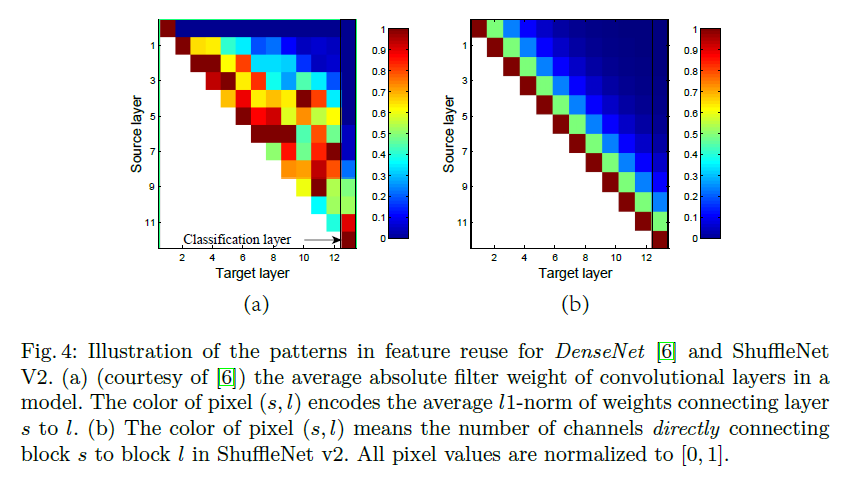 1
3
5
7
9
11
Source layer
2 4 6 8 10 12
Target layer
Classification layer
1
0.9
0.8
0.7
0.6
0.5
0.4
0.3
0.2
0.1
0
(a)
1
3
5
7
9
11
Source layer
2 4 6 8 10 12
Target layer
1
0.9
0.8
0.7
0.6
0.5
0.4
0.3
0.2
0.1
0
(b)
Fig. 4: Illustration of the patterns in feature reuse for DenseNet [6] and ShuffleNet
V2. (a) (courtesy of [6]) the average absolute filter weight of convolutional layers in a
model. The color of pixel (s, l) encodes the average l1-norm of weights connecting layer
s to l. (b) The color of pixel (s, l) means the number of channels directly connecting
block s to block l in ShuffleNet v2. All pixel values are normalized to [0, 1].